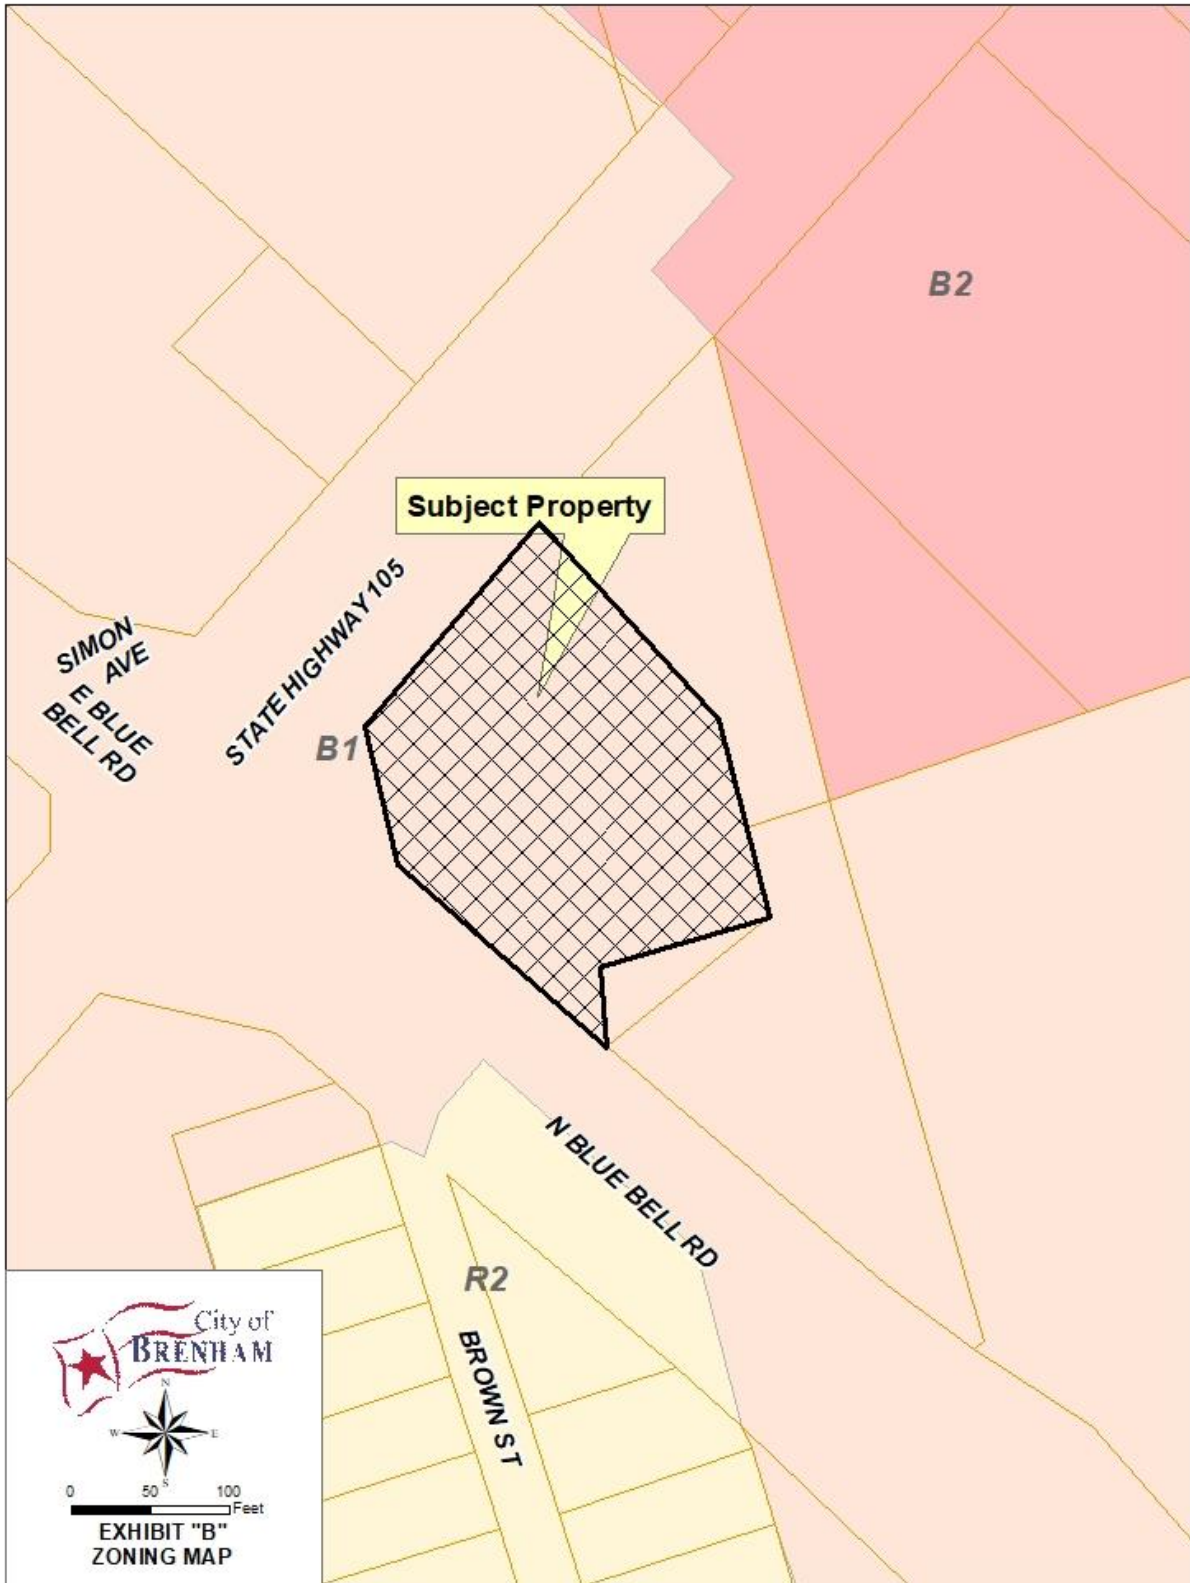 B2
Subject Property
STATE HIGHWAY 105
SIMON
AVE
E BLUE
BELL RD
B1
N BLUE BELL RD
R2
BROWN ST
City of
BRENHAM
N
W
E
S
0
50
100
Feet
EXHIBIT "B"
ZONING MAP